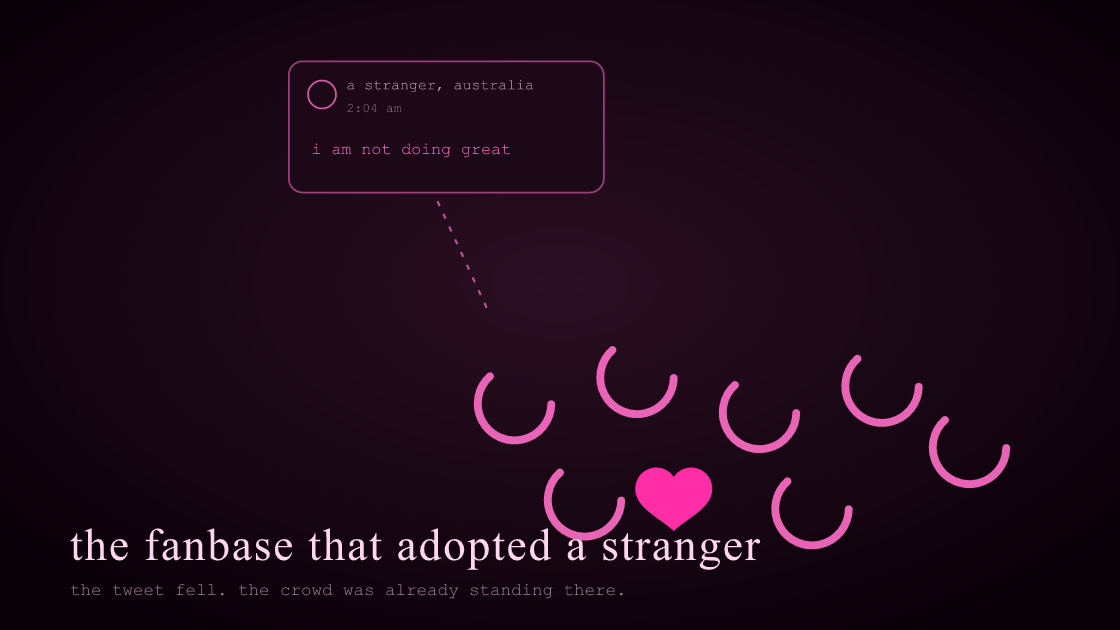 a stranger, australia
2:04 am
i am not doing great
the fanbase that adopted a stranger
the tweet fell. the crowd was already standing there.